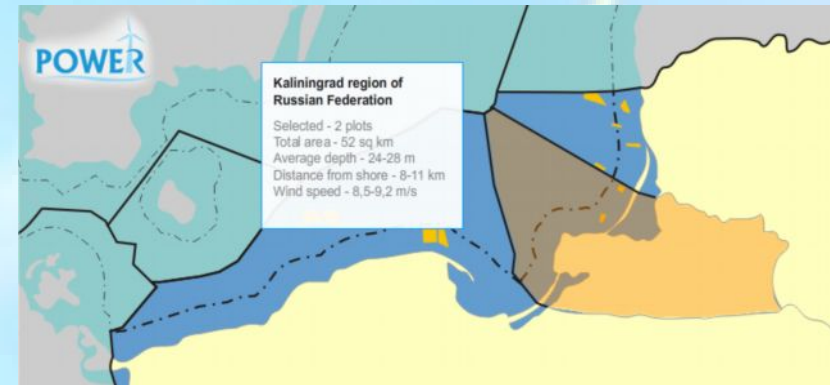 POWER
Kaliningrad region of
Russian Federation
Selected - 2 plots
Total area - 52 sq km
Average depth - 24-28 m
Distance from shore - 8-11 km
Wind speed - 8,5-9,2 m/s